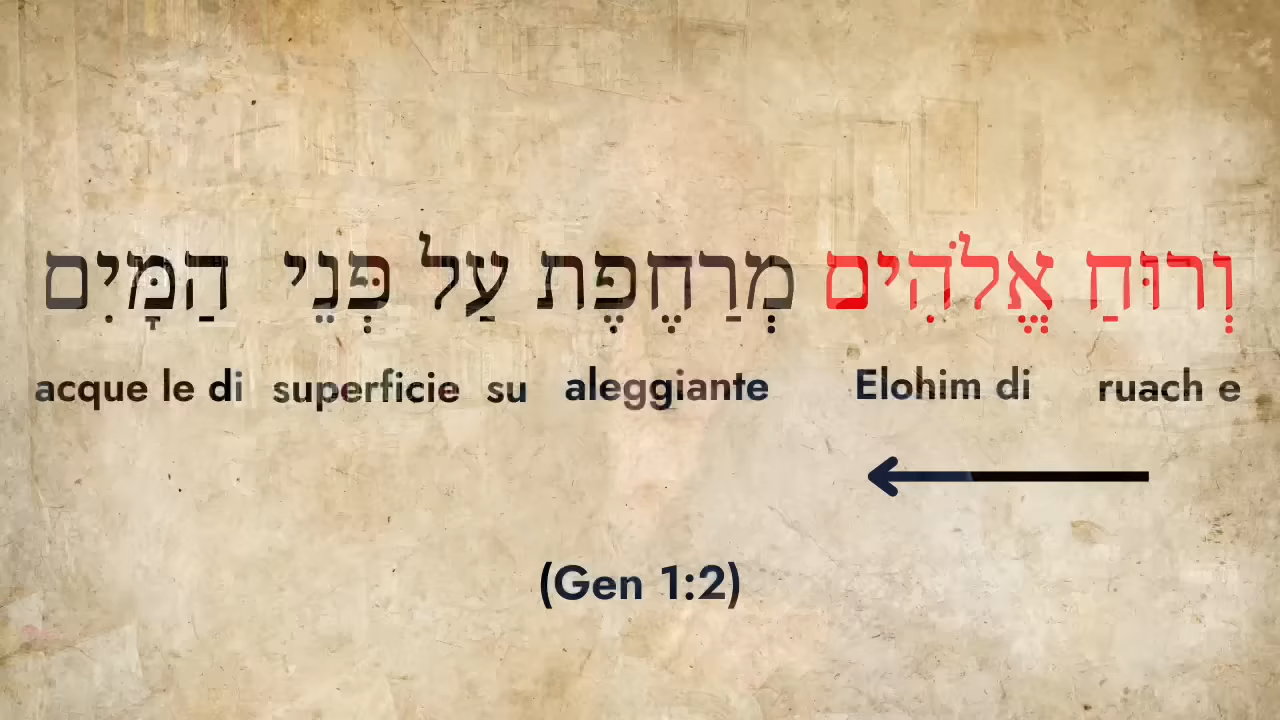 וְרוּחַ אֱלֹהִים מְרַחֶפֶת עַל פְּנֵי הַמָּיִם
acque le di superficie su aleggiante Elohim di ruach e
(Gen 1:2)